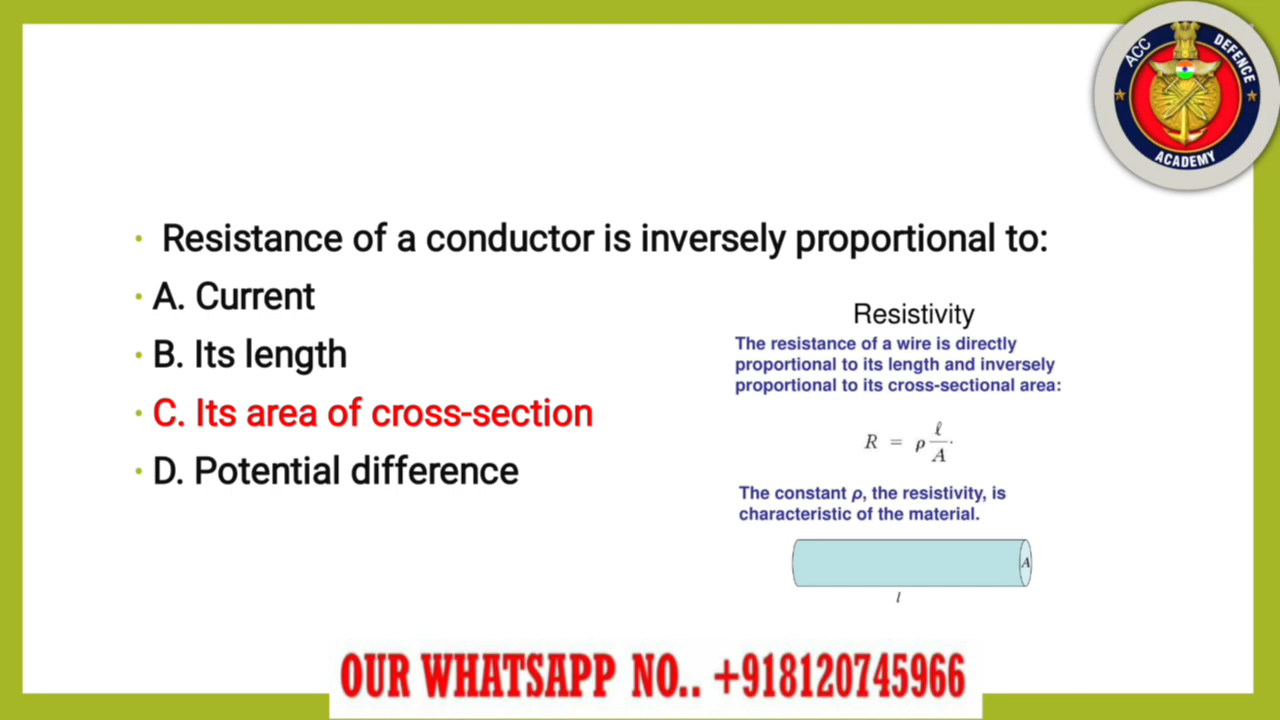 ACC DEFENCE
ACADEMY
• Resistance of a conductor is inversely proportional to:
• A. Current
• B. Its length
• C. Its area of cross-section
• D. Potential difference
Resistivity
The resistance of a wire is directly
proportional to its length and inversely
proportional to its cross-sectional area:
R = ρ ℓ/A.
The constant ρ, the resistivity, is
characteristic of the material.
A
l
OUR WHATSAPP NO.. +918120745966